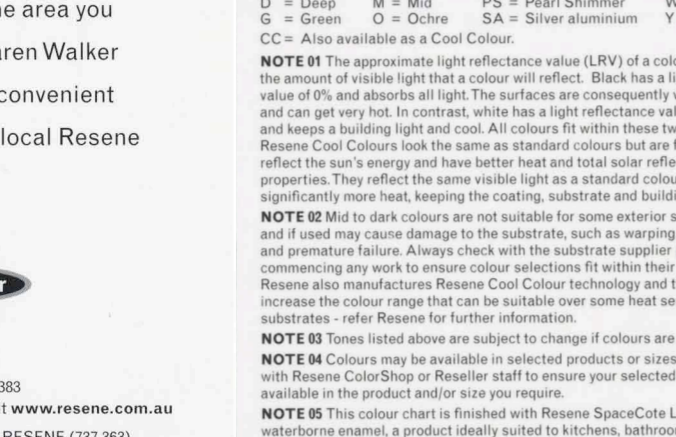 ne area you
aren Walker
convenient
local Resene
r
383
t www.resene.com.au
RESENE (737 363)
D = Deep M = Mid PS = Pearl Shimmer W
G = Green O = Ochre SA = Silver aluminium Y
CC = Also available as a Cool Colour.
NOTE 01 The approximate light reflectance value (LRV) of a colo
the amount of visible light that a colour will reflect. Black has a li
value of 0% and absorbs all light. The surfaces are consequently v
and can get very hot. In contrast, white has a light reflectance val
and keeps a building light and cool. All colours fit within these tw
Resene Cool Colours look the same as standard colours but are f
reflect the sun's energy and have better heat and total solar refle
properties. They reflect the same visible light as a standard colou
significantly more heat, keeping the coating, substrate and buildi
NOTE 02 Mid to dark colours are not suitable for some exterior s
and if used may cause damage to the substrate, such as warping
and premature failure. Always check with the substrate supplier
commencing any work to ensure colour selections fit within their
Resene also manufactures Resene Cool Colour technology and t
increase the colour range that can be suitable over some heat se
substrates - refer Resene for further information.
NOTE 03 Tones listed above are subject to change if colours are
NOTE 04 Colours may be available in selected products or sizes
with Resene ColorShop or Reseller staff to ensure your selected
available in the product and/or size you require.
NOTE 05 This colour chart is finished with Resene SpaceCote L
waterborne enamel, a product ideally suited to kitchens, bathroo